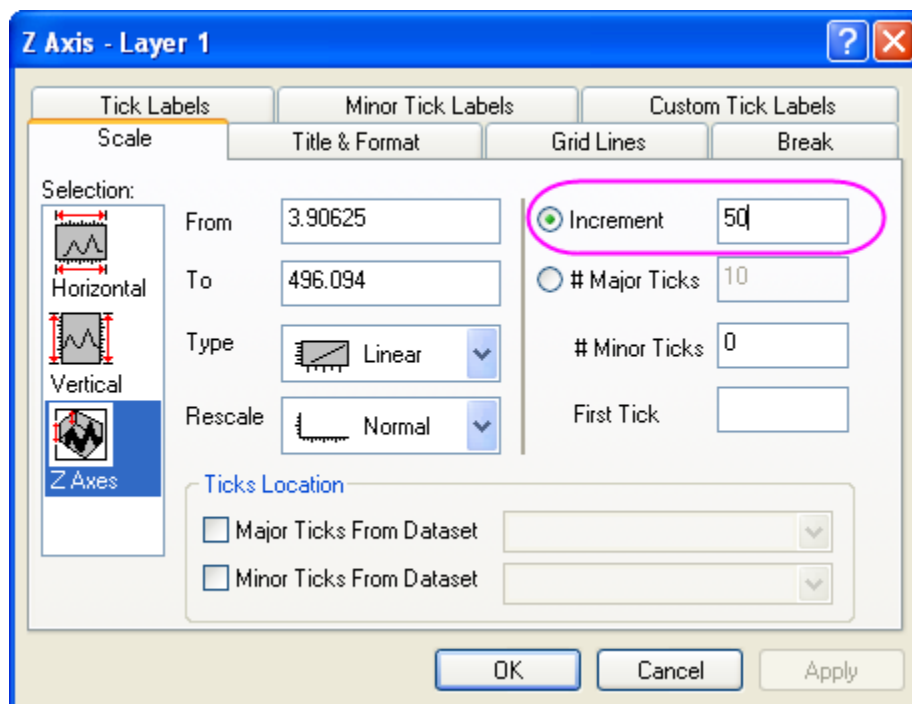 Z Axis - Layer 1
Tick Labels
Minor Tick Labels
Custom Tick Labels
Scale
Title & Format
Grid Lines
Break
Selection:
Horizontal
Vertical
Z Axes
From 3.90625
To 496.094
Type Linear
Rescale Normal
Increment 50
# Major Ticks 10
# Minor Ticks 0
First Tick
Ticks Location
Major Ticks From Dataset
Minor Ticks From Dataset
OK
Cancel
Apply